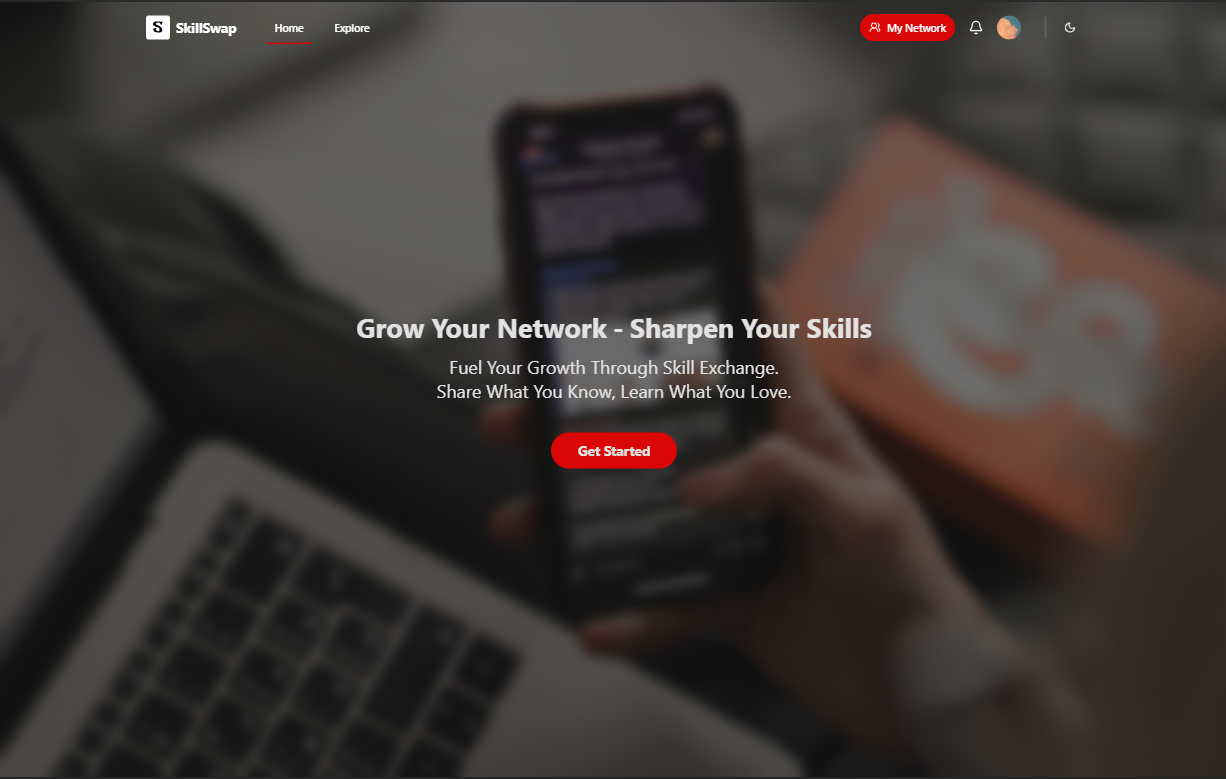 S SkillSwap Home Explore My Network
Grow Your Network - Sharpen Your Skills
Fuel Your Growth Through Skill Exchange.
Share What You Know, Learn What You Love.
Get Started